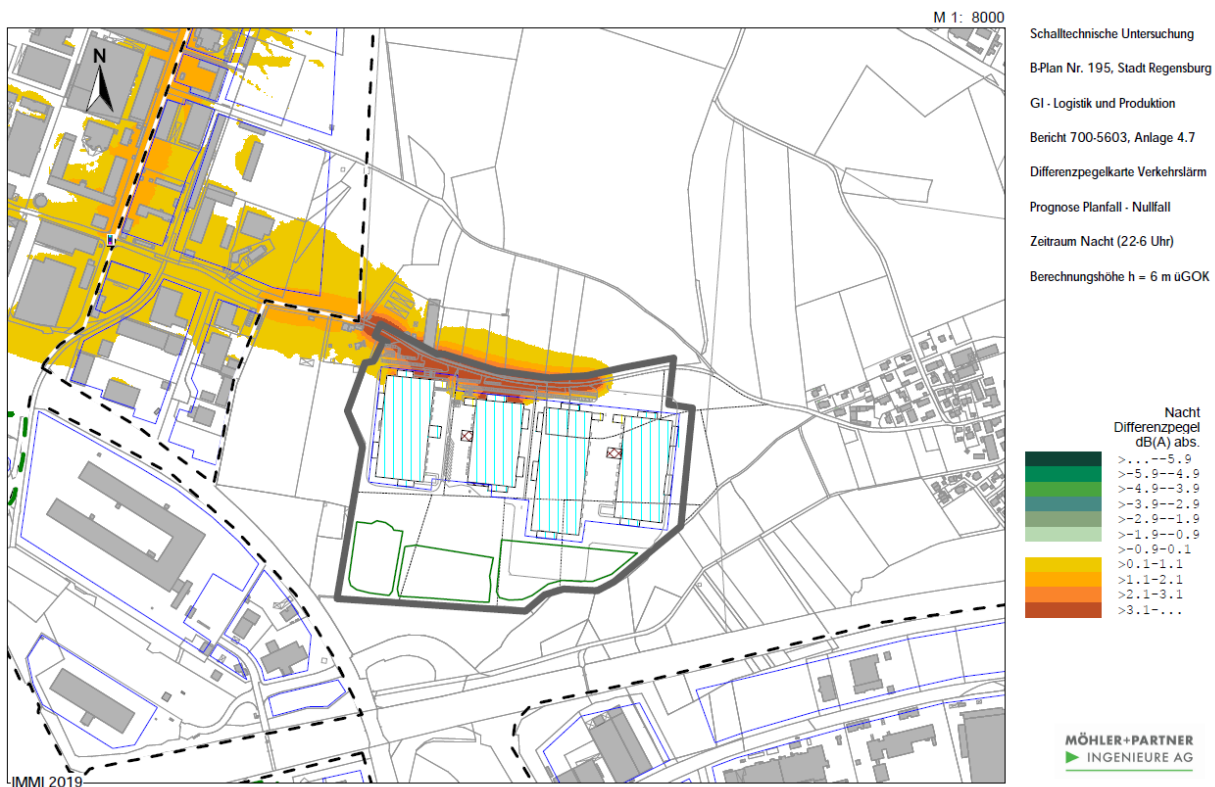 M 1: 8000
N
Schalltechnische Untersuchung
B-Plan Nr. 195, Stadt Regensburg
GI - Logistik und Produktion
Bericht 700-5603, Anlage 4.7
Differenzpegelkarte Verkehrslärm
Prognose Planfall - Nullfall
Zeitraum Nacht (22-6 Uhr)
Berechnungshöhe h = 6 m üGOK
Nacht
Differenzpegel
dB(A) abs.
>...--5.9
>-5.9--4.9
>-4.9--3.9
>-3.9--2.9
>-2.9--1.9
>-1.9--0.9
>-0.9-0.1
>0.1-1.1
>1.1-2.1
>2.1-3.1
>3.1-...
MÖHLER+PARTNER
INGENIEURE AG
IMMI 2019